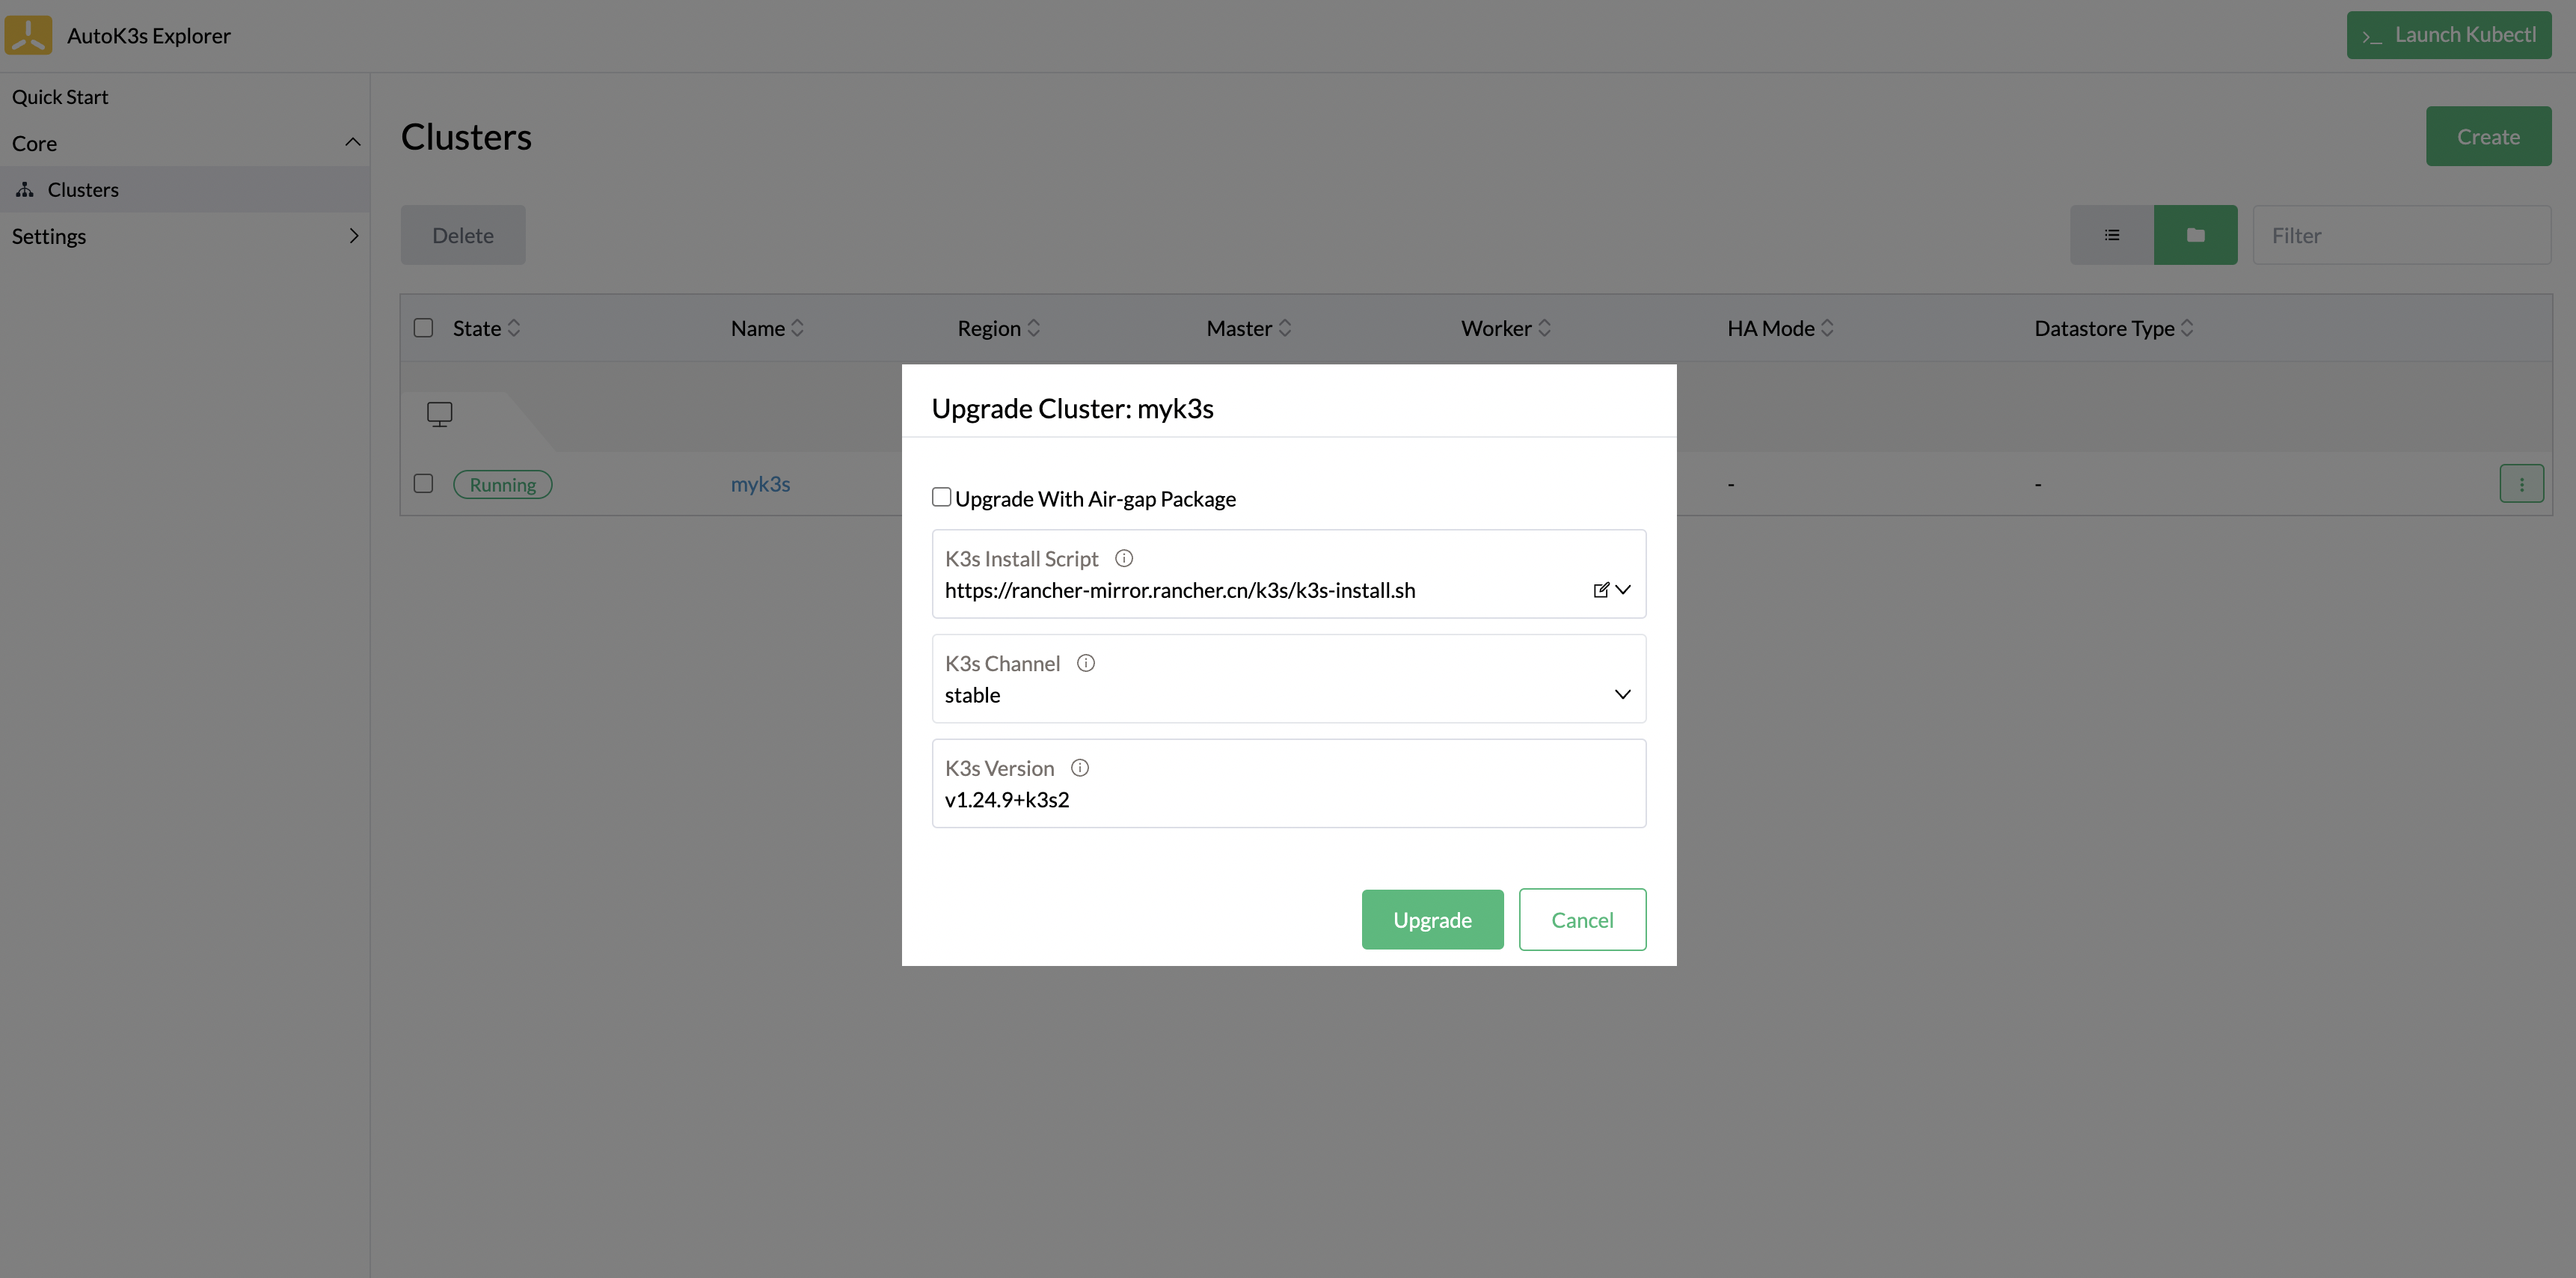 AutoK3s Explorer
>_ Launch Kubectl
Quick Start
Core
Clusters
Settings
Clusters
Create
Delete
Filter
State Name Region Master Worker HA Mode Datastore Type
Running myk3s - -
Upgrade Cluster: myk3s
Upgrade With Air-gap Package
K3s Install Script
https://rancher-mirror.rancher.cn/k3s/k3s-install.sh
K3s Channel
stable
K3s Version
v1.24.9+k3s2
Upgrade Cancel